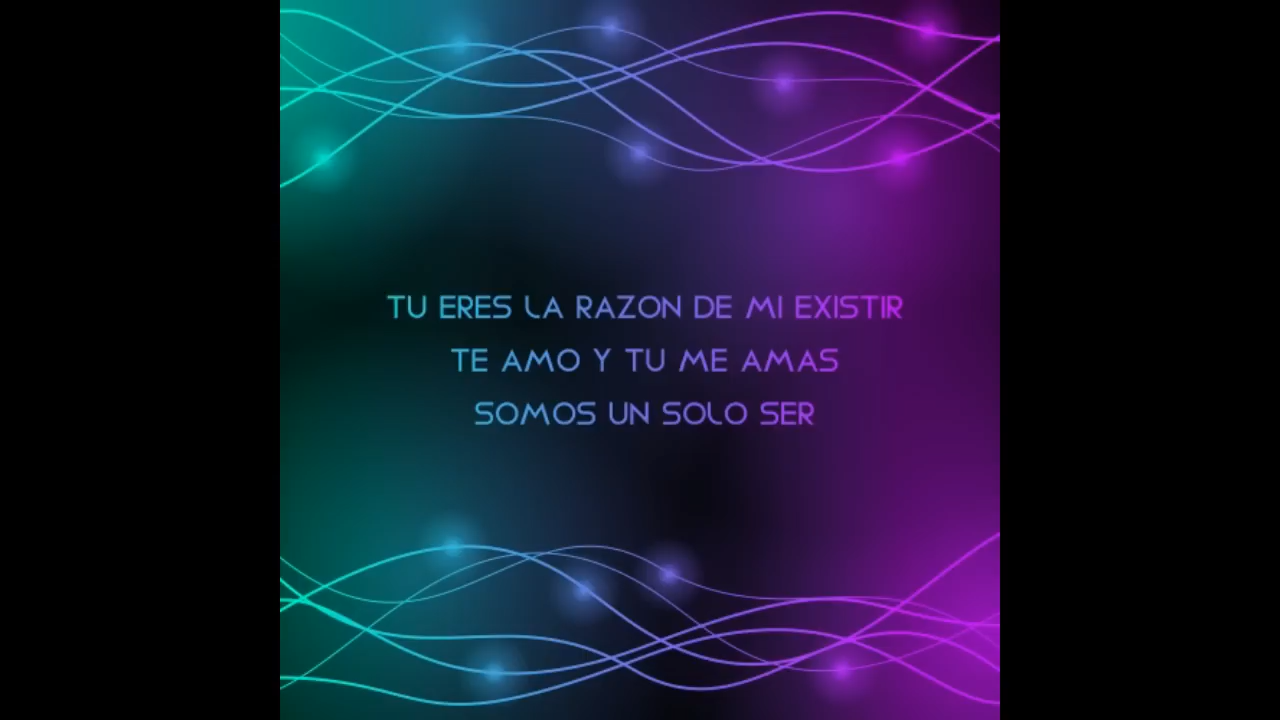 TU ERES LA RAZON DE MI EXISTIR
TE AMO Y TU ME AMAS
SOMOS UN SOLO SER